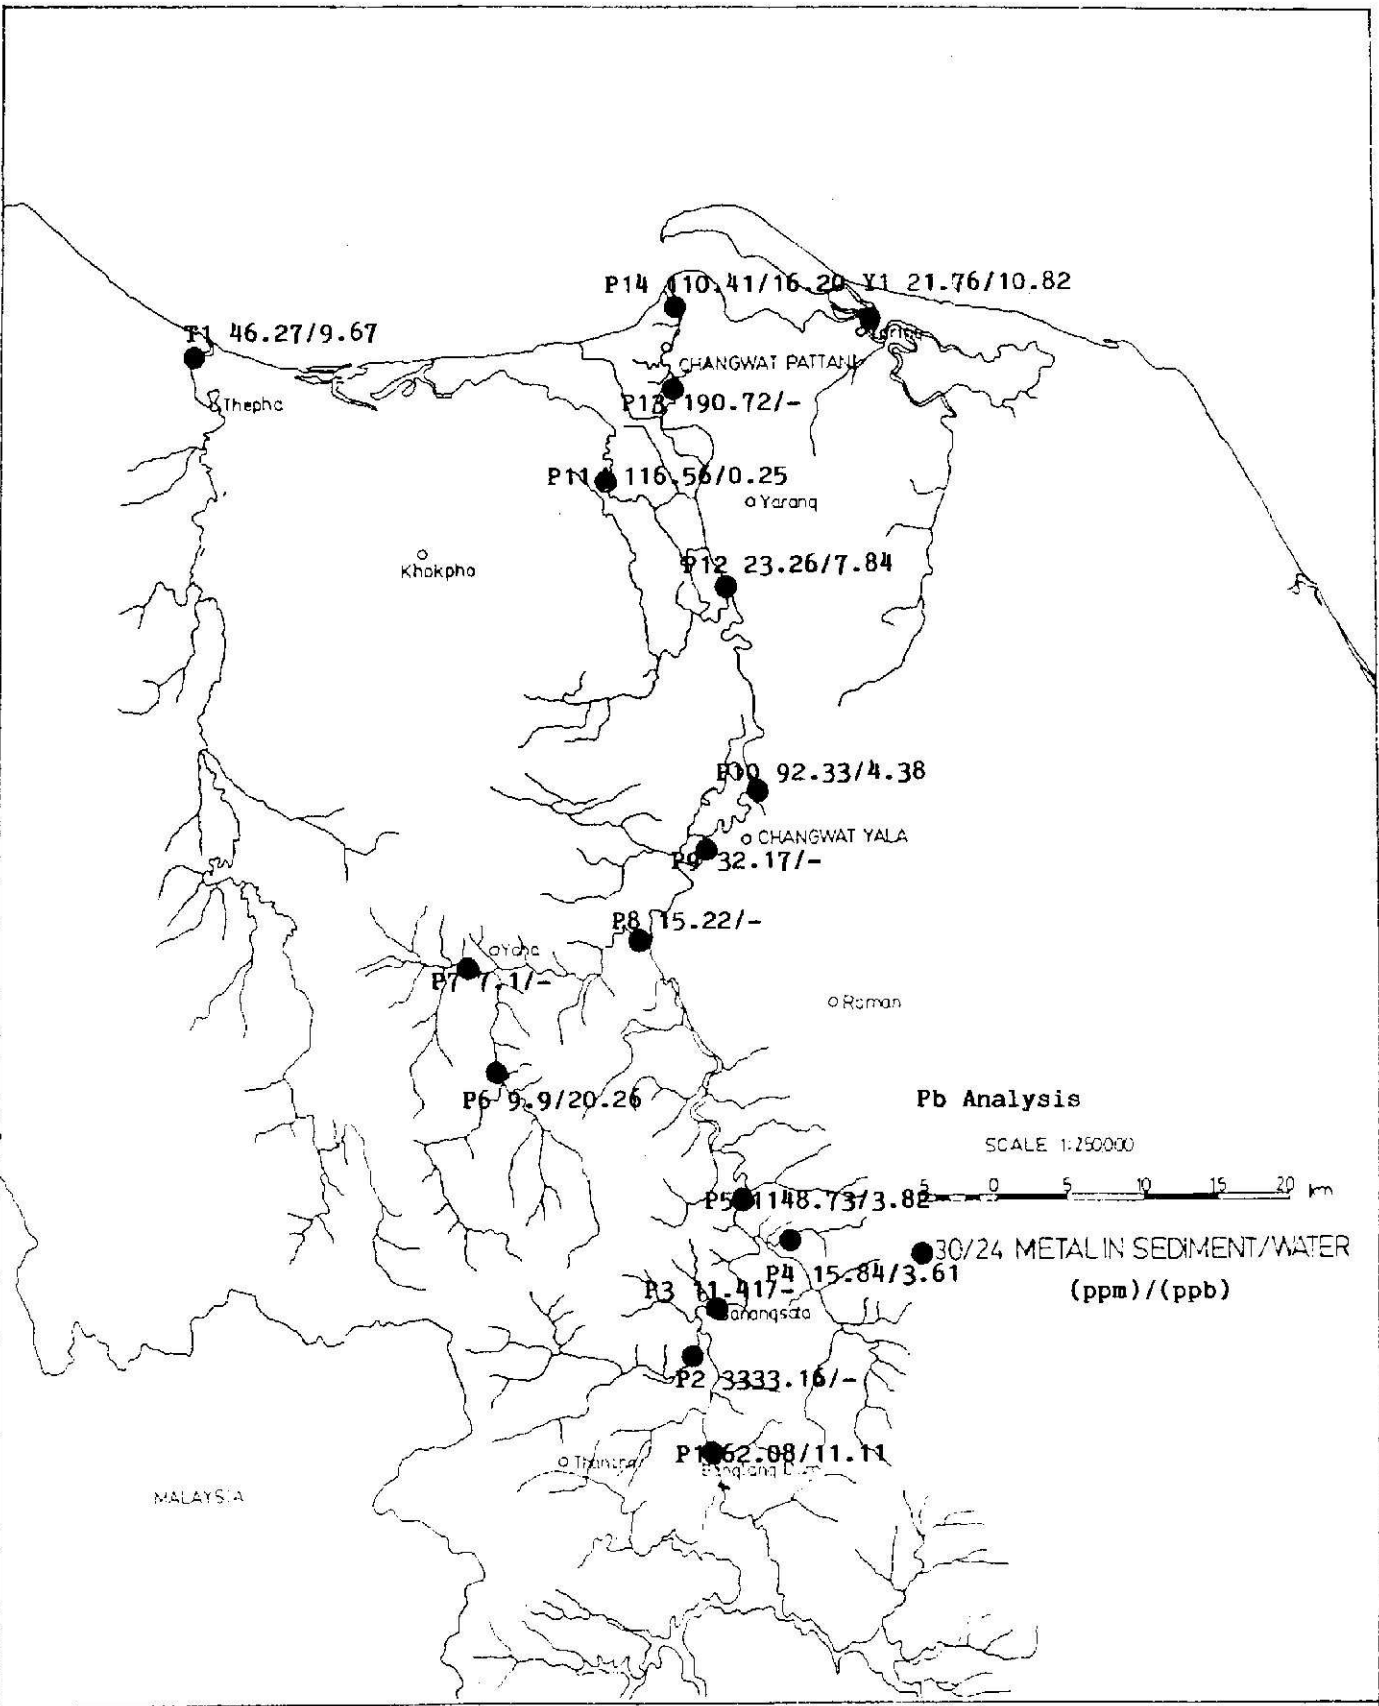 P14 110.41/16.20 Y1 21.76/10.82
T1 46.27/9.67
CHANGWAT PATTANI
Thepha
P13 190.72/-
P11 116.56/0.25
Yarang
P12 23.26/7.84
Khokpho
P10 92.33/4.38
CHANGWAT YALA
P9 32.17/-
P8 15.22/-
Yaha
P7 7.1/-
Raman
P6 9.9/20.26
Pb Analysis
SCALE 1:250000
5 0 5 10 15 20 km
P5 1148.73/3.82
30/24 METAL IN SEDIMENT/WATER
(ppm)/(ppb)
P4 15.84/3.61
P3 11.41/-
Banangsata
P2 3333.16/-
P1 62.08/11.11
Banglang Dam
MALAYSIA